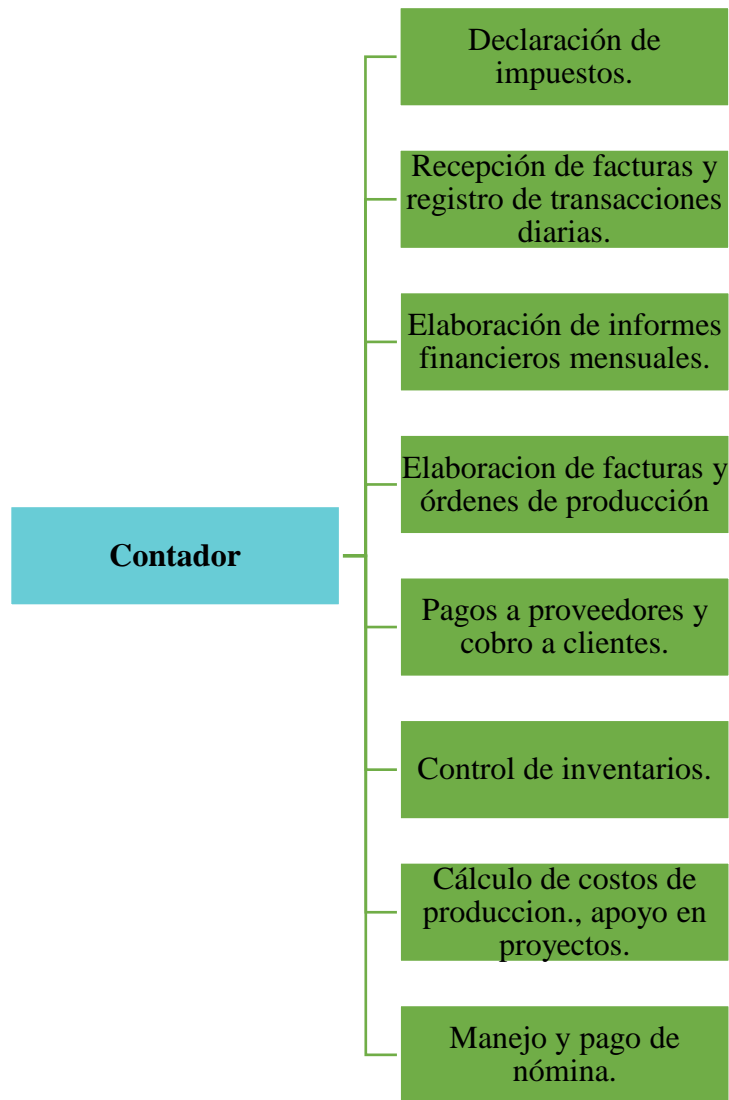 Declaración de
impuestos.
Recepción de facturas y
registro de transacciones
diarias.
Elaboración de informes
financieros mensuales.
Elaboracion de facturas y
órdenes de producción
Contador
Pagos a proveedores y
cobro a clientes.
Control de inventarios.
Cálculo de costos de
produccion., apoyo en
proyectos.
Manejo y pago de
nómina.